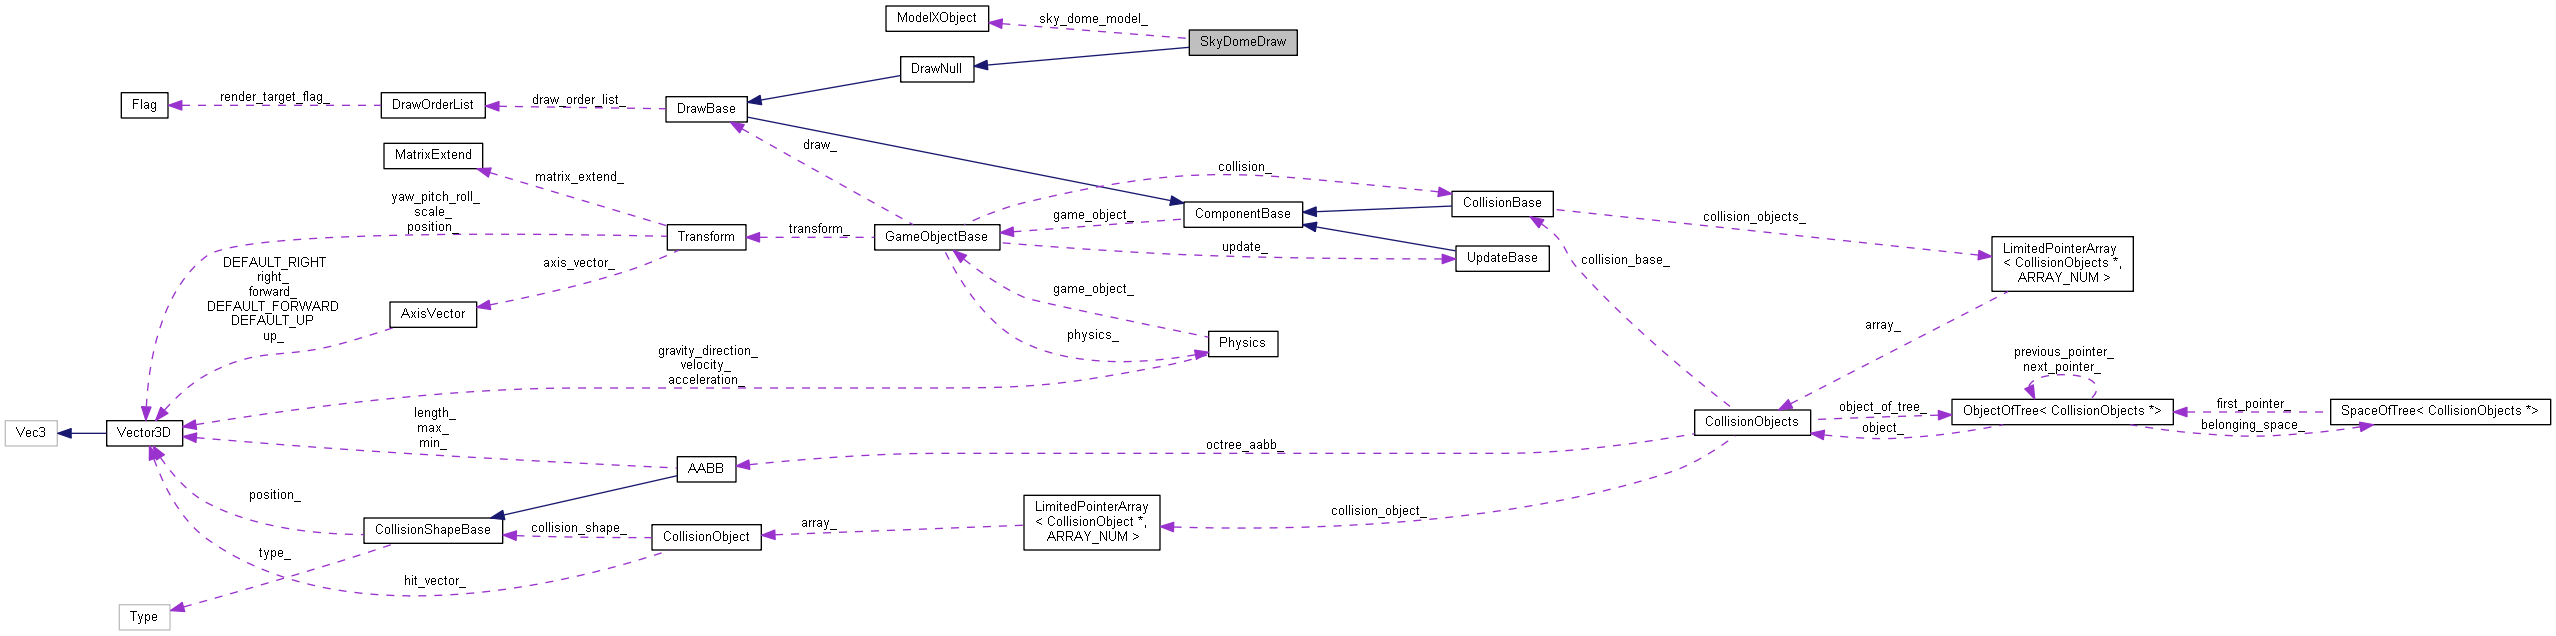 ModelXObject
sky_dome_model_
SkyDomeDraw
DrawNull
Flag
render_target_flag_
DrawOrderList
draw_order_list_
DrawBase
MatrixExtend
matrix_extend_
draw_
collision_
CollisionBase
yaw_pitch_roll_
scale_
position_
Transform
transform_
GameObjectBase
game_object_
ComponentBase
collision_objects_
update_
UpdateBase
LimitedPointerArray
< CollisionObjects *,
ARRAY_NUM >
DEFAULT_RIGHT
right_
forward_
DEFAULT_FORWARD
DEFAULT_UP
up_
axis_vector_
AxisVector
game_object_
collision_base_
physics_
Physics
array_
gravity_direction_
velocity_
acceleration_
previous_pointer_
next_pointer_
Vec3
Vector3D
length_
max_
min_
CollisionObjects
object_of_tree_
object_
ObjectOfTree< CollisionObjects *>
first_pointer_
belonging_space_
SpaceOfTree< CollisionObjects *>
AABB
octree_aabb_
position_
CollisionShapeBase
collision_shape_
CollisionObject
array_
LimitedPointerArray
< CollisionObject *,
ARRAY_NUM >
collision_object_
type_
hit_vector_
Type